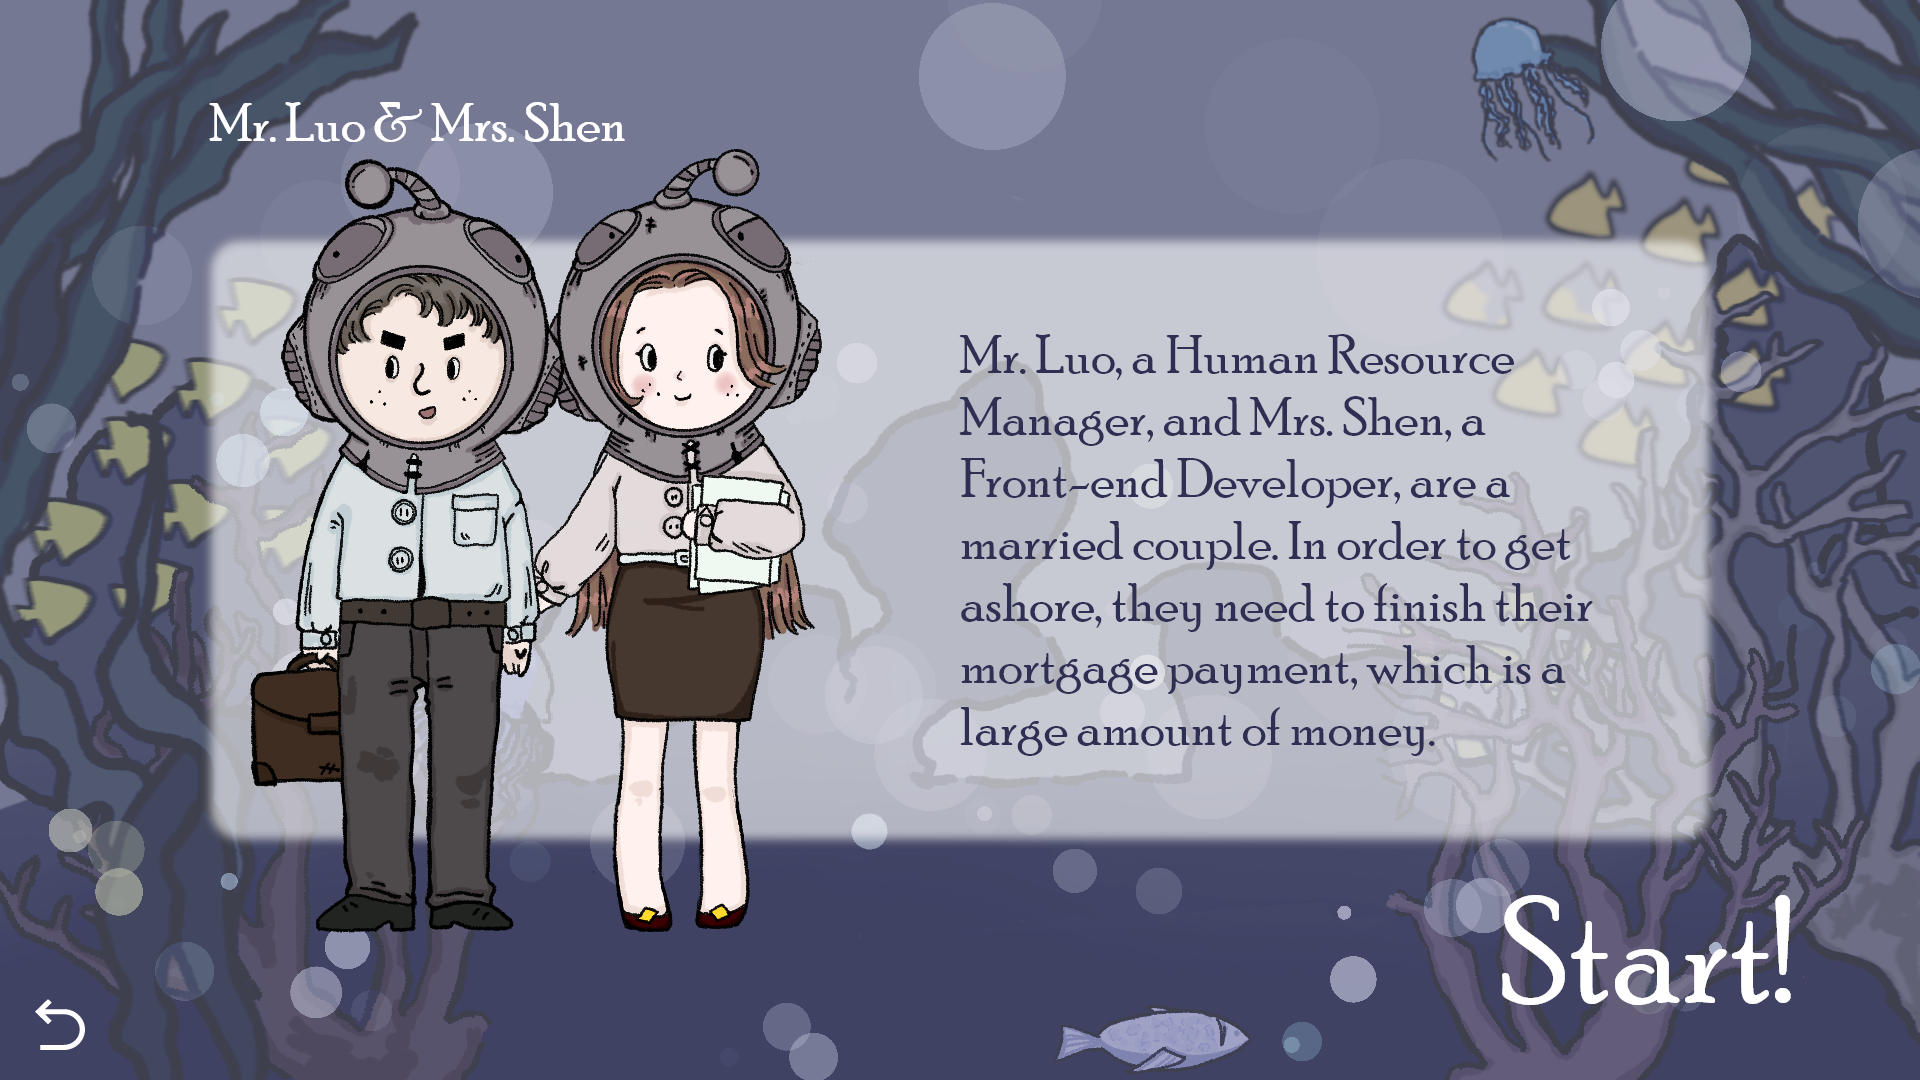 Mr. Luo & Mrs. Shen
Mr. Luo, a Human Resource
Manager, and Mrs. Shen, a
Front-end Developer, are a
married couple. In order to get
ashore, they need to finish their
mortgage payment, which is a
large amount of money.
Start!